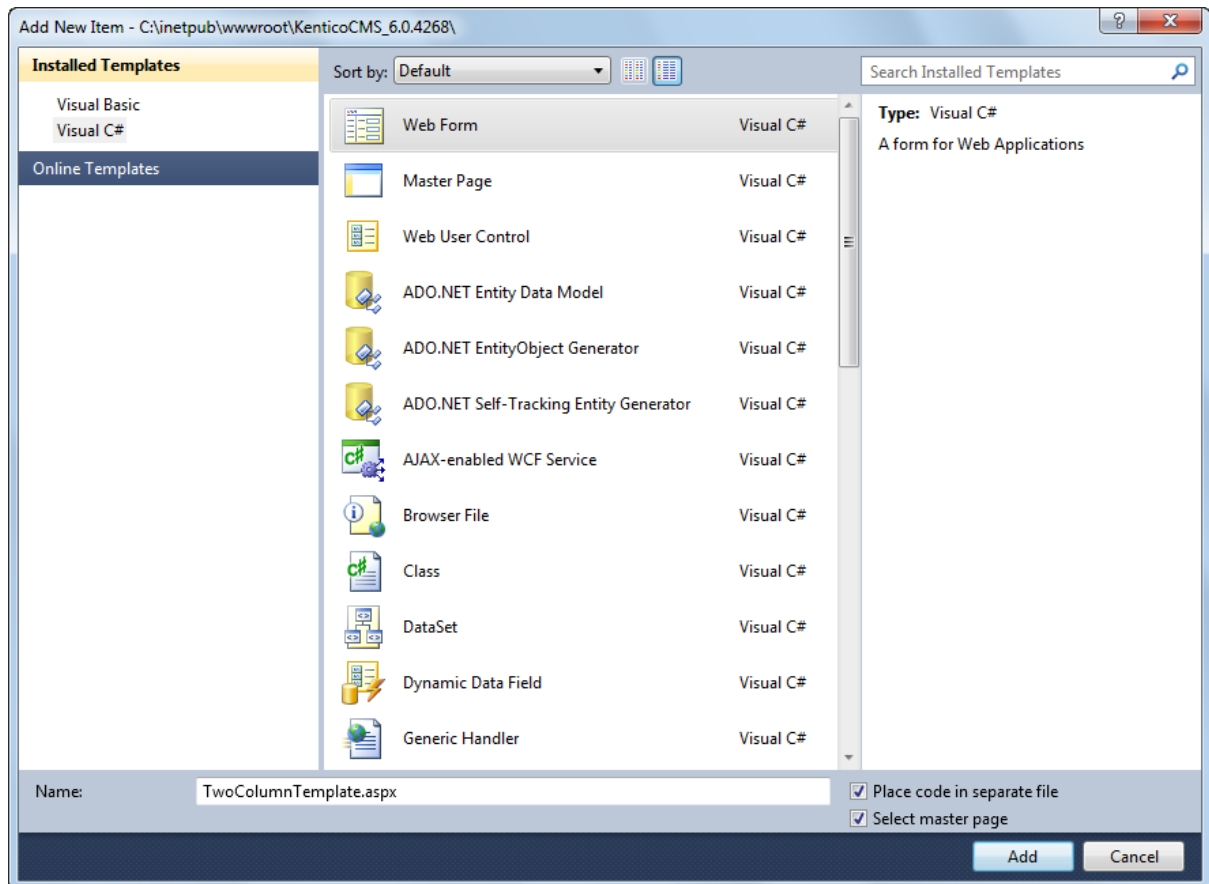 Add New Item - C:\inetpub\wwwroot\KenticoCMS_6.0.4268\
Installed Templates
Visual Basic
Visual C#
Online Templates
Sort by: Default
Search Installed Templates
Web Form Visual C#
Master Page Visual C#
Web User Control Visual C#
ADO.NET Entity Data Model Visual C#
ADO.NET EntityObject Generator Visual C#
ADO.NET Self-Tracking Entity Generator Visual C#
AJAX-enabled WCF Service Visual C#
Browser File Visual C#
Class Visual C#
DataSet Visual C#
Dynamic Data Field Visual C#
Generic Handler Visual C#
Type: Visual C#
A form for Web Applications
Name: TwoColumnTemplate.aspx
Place code in separate file
Select master page
Add Cancel